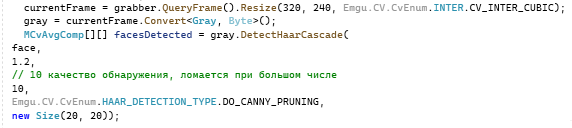 currentFrame = grabber.QueryFrame().Resize(320, 240, Emgu.CV.CvEnum.INTER.CV_INTER_CUBIC);
gray = currentFrame.Convert<Gray, Byte>();
MCvAvgComp[][] facesDetected = gray.DetectHaarCascade(
face,
1.2,
// 10 качество обнаружения, ломается при большом числе
10,
Emgu.CV.CvEnum.HAAR_DETECTION_TYPE.DO_CANNY_PRUNING,
new Size(20, 20));